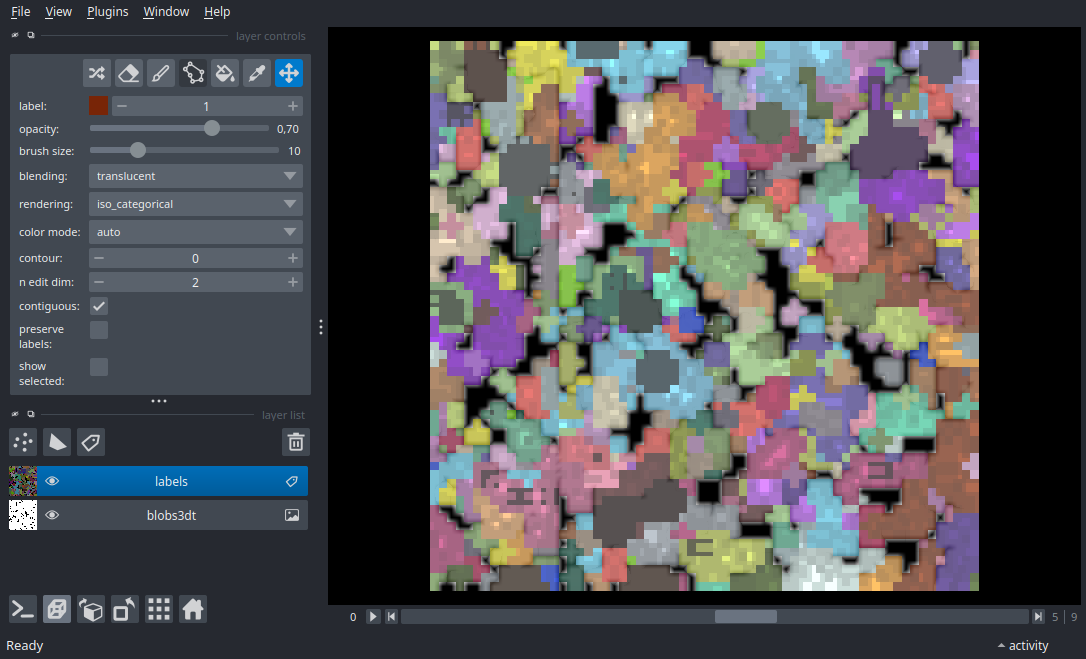 File View Plugins Window Help
layer controls
label: 1
opacity: 0,70
brush size: 10
blending: translucent
rendering: iso_categorical
color mode: auto
contour: 0
n edit dim: 2
contiguous:
preserve
labels:
show
selected:
layer list
labels
blobs3dt
0 5 9
Ready activity